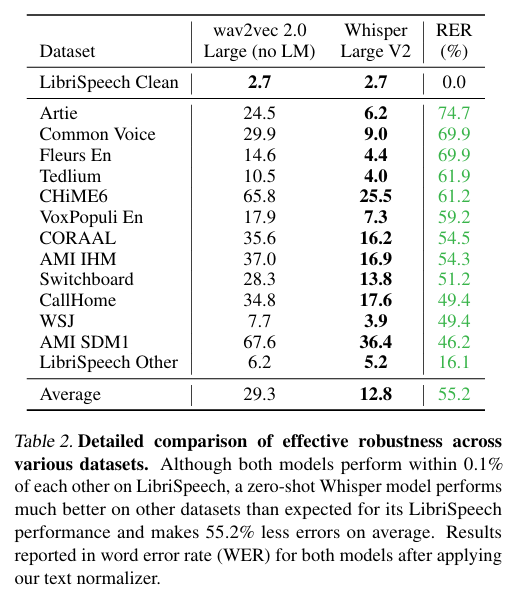 Dataset wav2vec 2.0 Large (no LM) Whisper Large V2 RER (%)
LibriSpeech Clean 2.7 2.7 0.0
Artie 24.5 6.2 74.7
Common Voice 29.9 9.0 69.9
Fleurs En 14.6 4.4 69.9
Tedlium 10.5 4.0 61.9
CHiME6 65.8 25.5 61.2
VoxPopuli En 17.9 7.3 59.2
CORAAL 35.6 16.2 54.5
AMI IHM 37.0 16.9 54.3
Switchboard 28.3 13.8 51.2
CallHome 34.8 17.6 49.4
WSJ 7.7 3.9 49.4
AMI SDM1 67.6 36.4 46.2
LibriSpeech Other 6.2 5.2 16.1
Average 29.3 12.8 55.2
Table 2. Detailed comparison of effective robustness across
various datasets. Although both models perform within 0.1%
of each other on LibriSpeech, a zero-shot Whisper model performs
much better on other datasets than expected for its LibriSpeech
performance and makes 55.2% less errors on average. Results
reported in word error rate (WER) for both models after applying
our text normalizer.